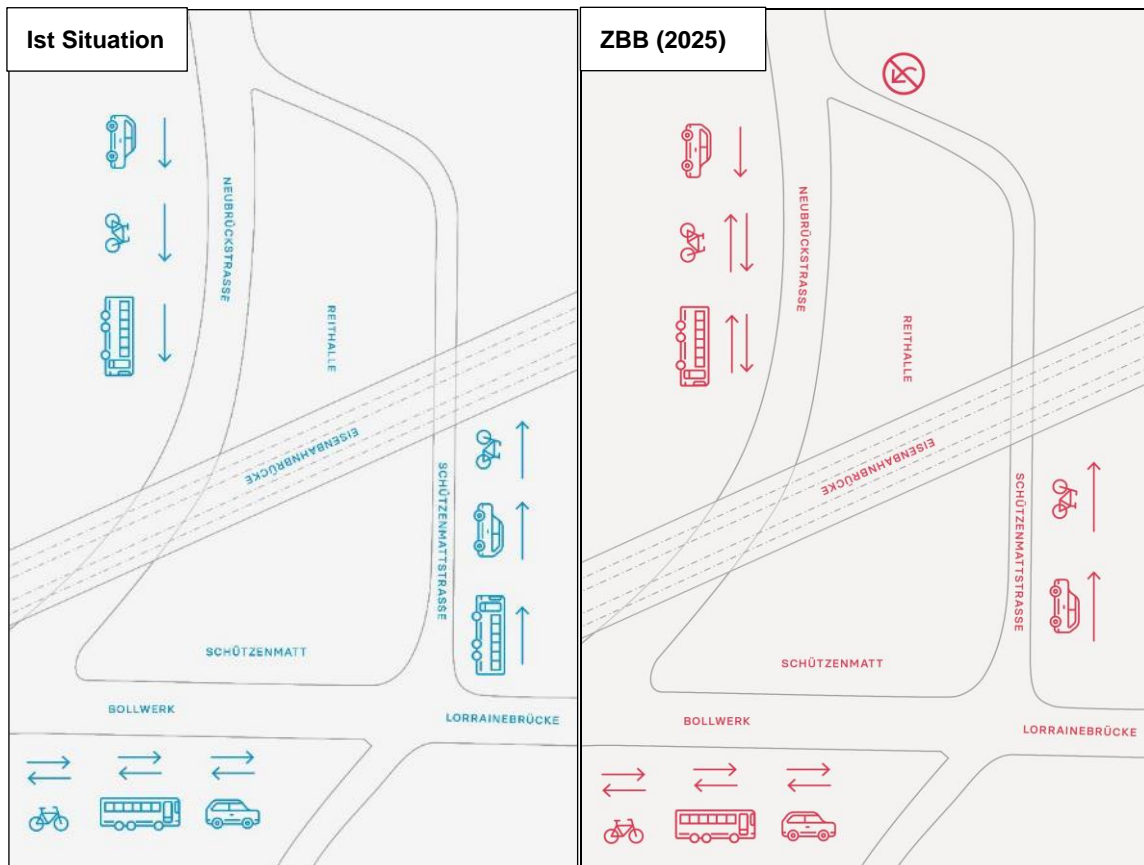 Ist Situation
NEUBRÜCKSTRASSE
REITHALLE
EISENBAHNBRÜCKE
SCHÜTZENMATTSTRASSE
SCHÜTZENMATT
BOLLWERK
LORRAINEBRÜCKE
ZBB (2025)
NEUBRÜCKSTRASSE
REITHALLE
EISENBAHNBRÜCKE
SCHÜTZENMATTSTRASSE
SCHÜTZENMATT
BOLLWERK
LORRAINEBRÜCKE